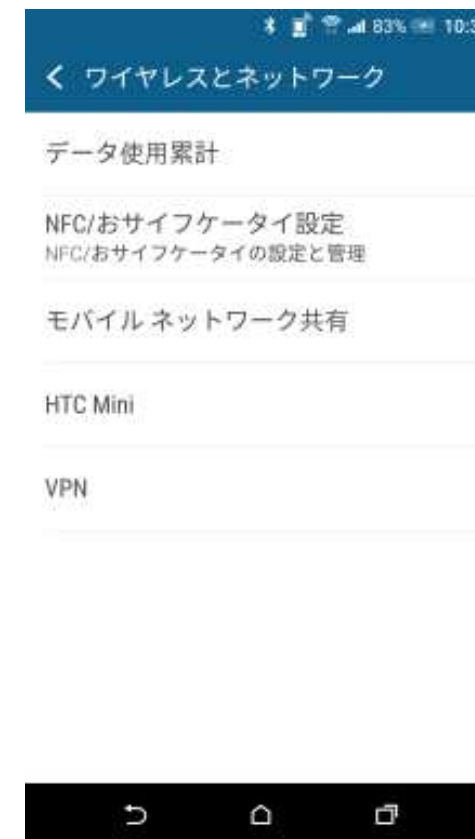 83% 10:3
ワイヤレスとネットワーク
データ使用累計
NFC/おサイフケータイ設定
NFC/おサイフケータイの設定と管理
モバイル ネットワーク共有
HTC Mini
VPN